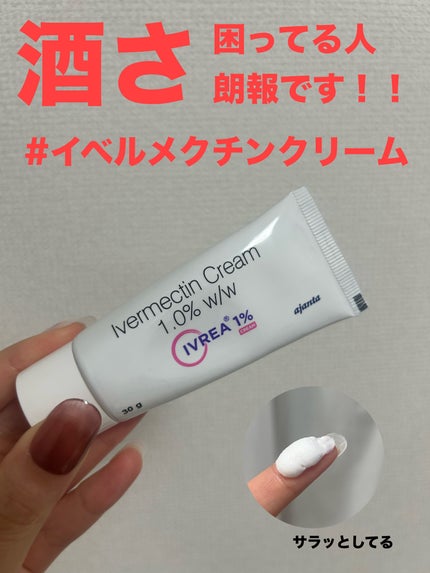 酒さ
困ってる人
朗報です！！
#イベルメクチンクリーム
Ivermectin Cream
1.0% w/w
IVREA® 1%
CREAM
ajanta
30 g
サラッとしてる